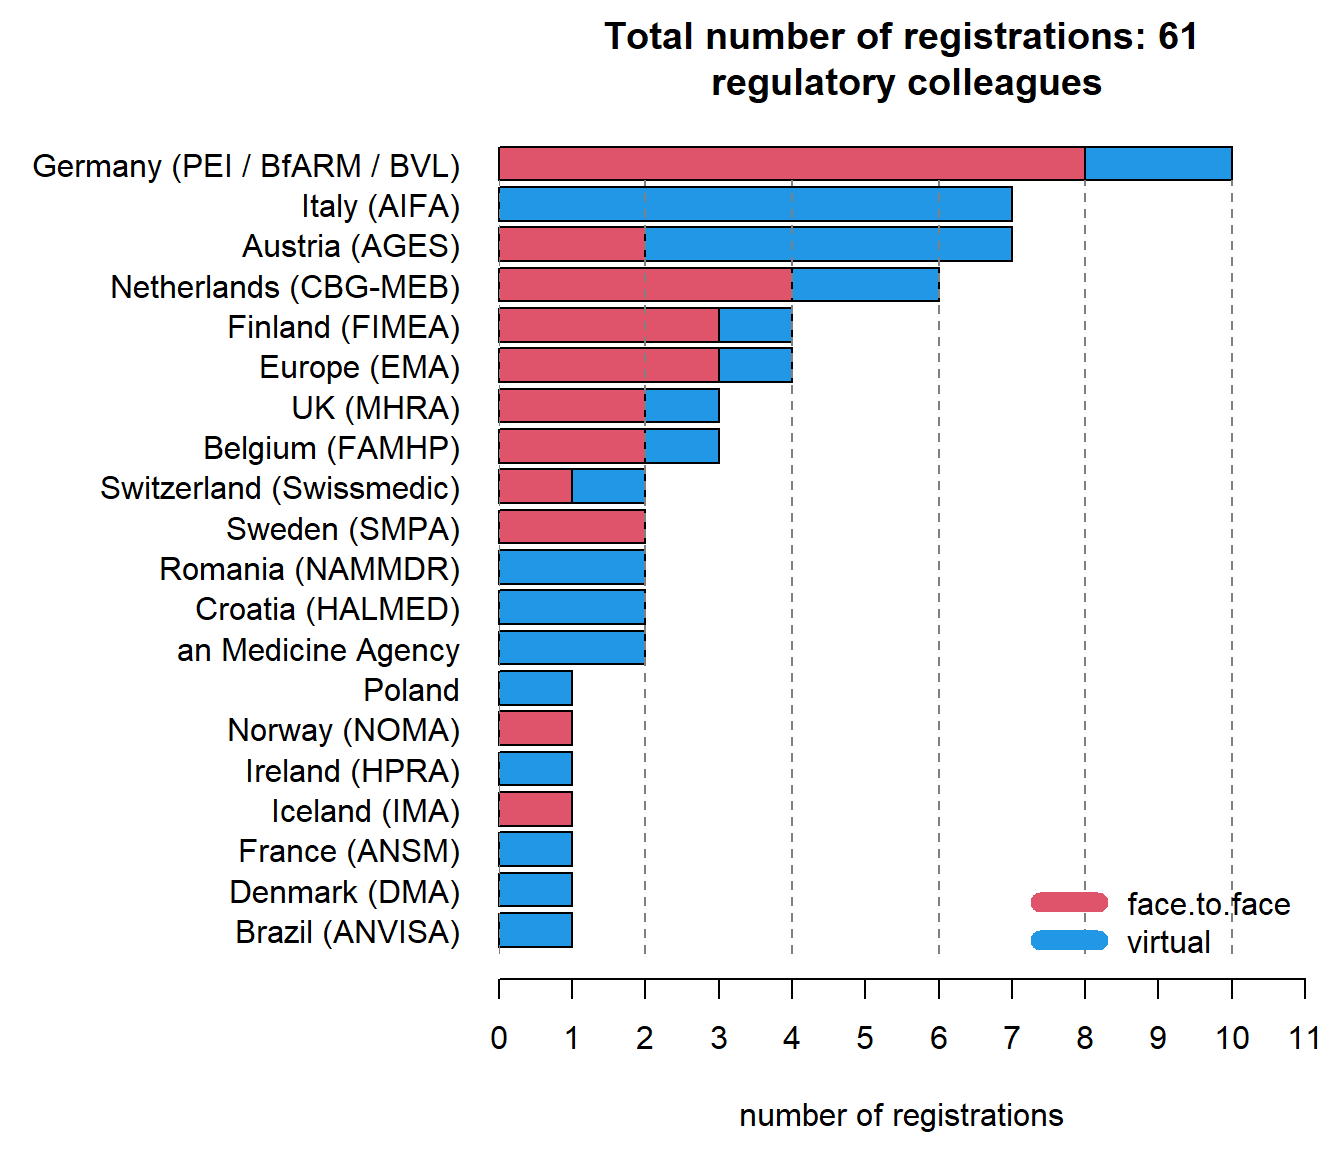 Total number of registrations: 61
regulatory colleagues
Germany (PEI / BfARM / BVL)
Italy (AIFA)
Austria (AGES)
Netherlands (CBG-MEB)
Finland (FIMEA)
Europe (EMA)
UK (MHRA)
Belgium (FAMHP)
Switzerland (Swissmedic)
Sweden (SMPA)
Romania (NAMMDR)
Croatia (HALMED)
an Medicine Agency
Poland
Norway (NOMA)
Ireland (HPRA)
Iceland (IMA)
France (ANSM)
Denmark (DMA)
Brazil (ANVISA)
face.to.face
virtual
0 1 2 3 4 5 6 7 8 9 10 11
number of registrations